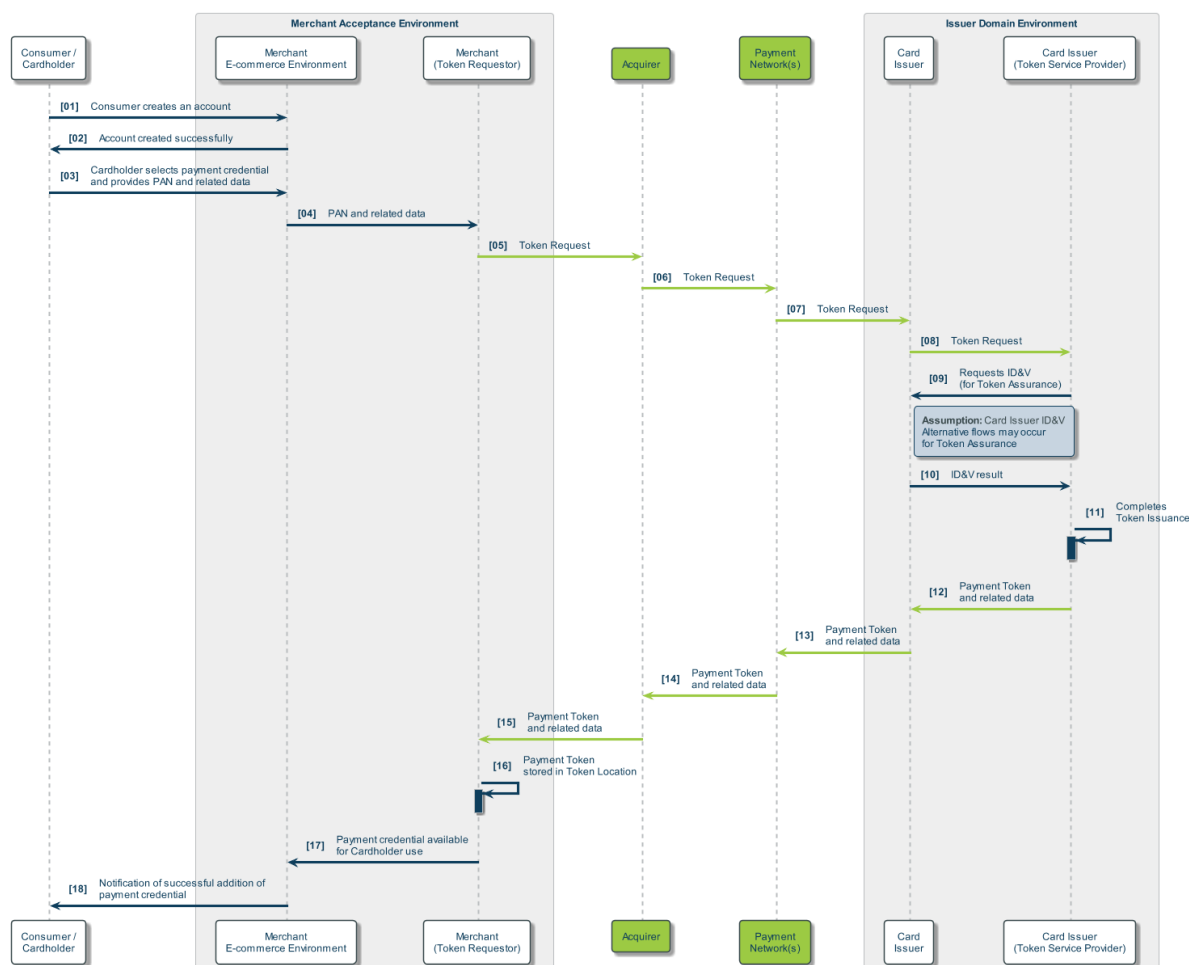 Merchant Acceptance Environment
Issuer Domain Environment
Consumer /
Cardholder
Merchant
E-commerce Environment
Merchant
(Token Requestor)
Acquirer
Payment
Network(s)
Card
Issuer
Card Issuer
(Token Service Provider)
[01] Consumer creates an account
[02] Account created successfully
[03] Cardholder selects payment credential
and provides PAN and related data
[04] PAN and related data
[05] Token Request
[06] Token Request
[07] Token Request
[08] Token Request
[09] Requests ID&V
(for Token Assurance)
Assumption: Card Issuer ID&V
Alternative flows may occur
for Token Assurance
[10] ID&V result
[11] Completes
Token Issuance
[12] Payment Token
and related data
[13] Payment Token
and related data
[14] Payment Token
and related data
[15] Payment Token
and related data
[16] Payment Token
stored in Token Location
[17] Payment credential available
for Cardholder use
[18] Notification of successful addition of
payment credential
Consumer /
Cardholder
Merchant
E-commerce Environment
Merchant
(Token Requestor)
Acquirer
Payment
Network(s)
Card
Issuer
Card Issuer
(Token Service Provider)